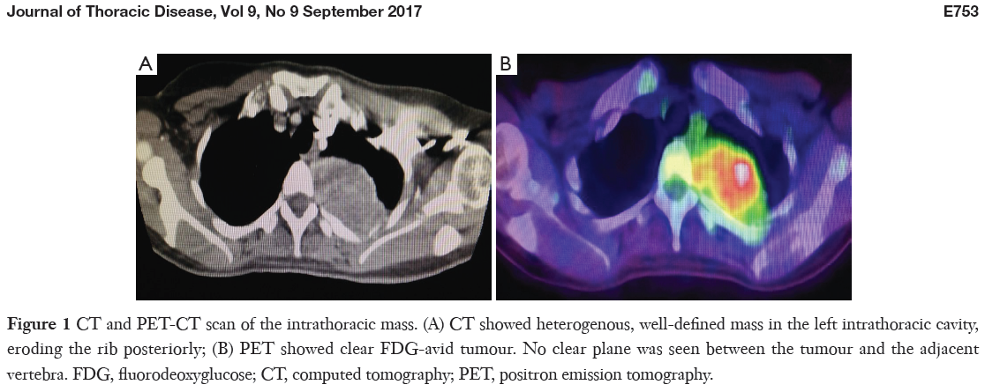 Journal of Thoracic Disease, Vol 9, No 9 September 2017
E753
A
B
Figure 1 CT and PET-CT scan of the intrathoracic mass. (A) CT showed heterogenous, well-defined mass in the left intrathoracic cavity,
eroding the rib posteriorly; (B) PET showed clear FDG-avid tumour. No clear plane was seen between the tumour and the adjacent
vertebra. FDG, fluorodeoxyglucose; CT, computed tomography; PET, positron emission tomography.